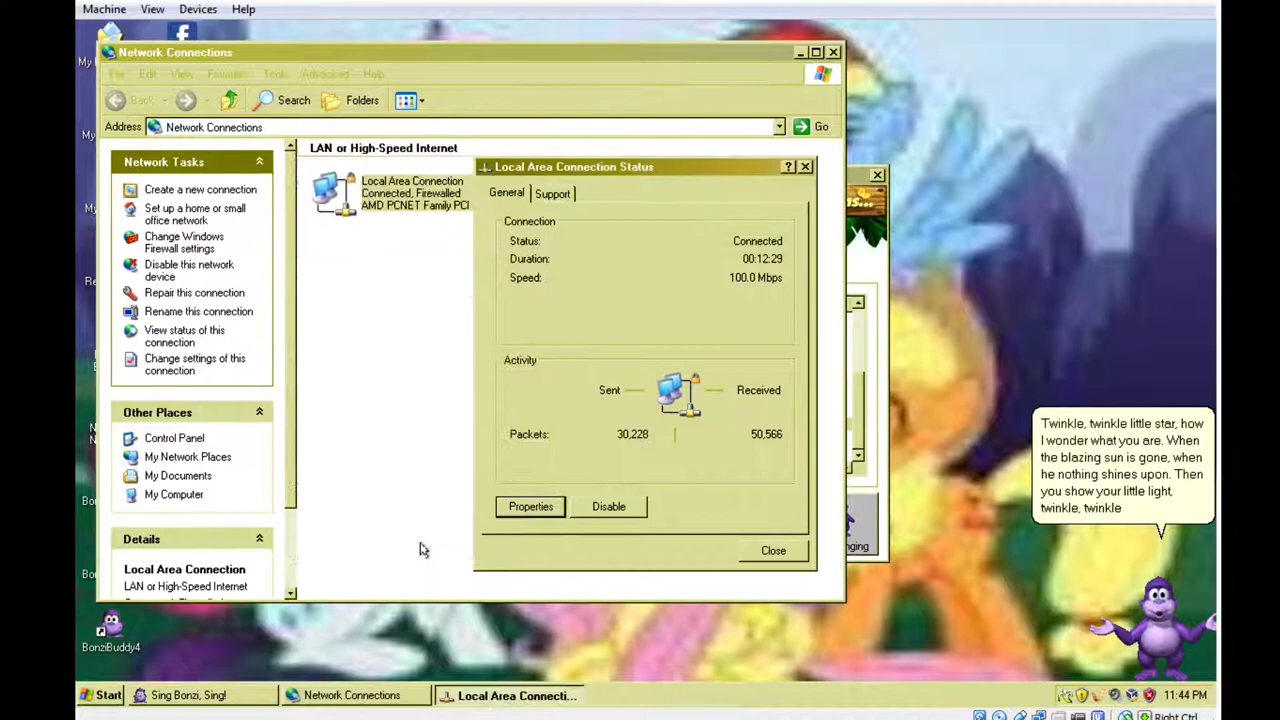 Machine View Devices Help
Network Connections
File Edit View Favorites Tools Advanced Help
Back Search Folders
Address Network Connections Go
Network Tasks
Create a new connection
Set up a home or small
office network
Change Windows
Firewall settings
Disable this network
device
Repair this connection
Rename this connection
View status of this
connection
Change settings of this
connection
Other Places
Control Panel
My Network Places
My Documents
My Computer
Details
Local Area Connection
LAN or High-Speed Internet
LAN or High-Speed Internet
Local Area Connection
Connected, Firewalled
AMD PCNET Family PCI
Local Area Connection Status
General Support
Connection
Status: Connected
Duration: 00:12:29
Speed: 100.0 Mbps
Activity
Sent Received
Packets: 30,228 50,566
Properties Disable
Close
Twinkle, twinkle little star, how
I wonder what you are. When
the blazing sun is gone, when
he nothing shines upon. Then
you show your little light,
twinkle, twinkle
BonziBuddy4
Start Sing Bonzi, Sing! Network Connections Local Area Connecti... 11:44 PM
Right Ctrl